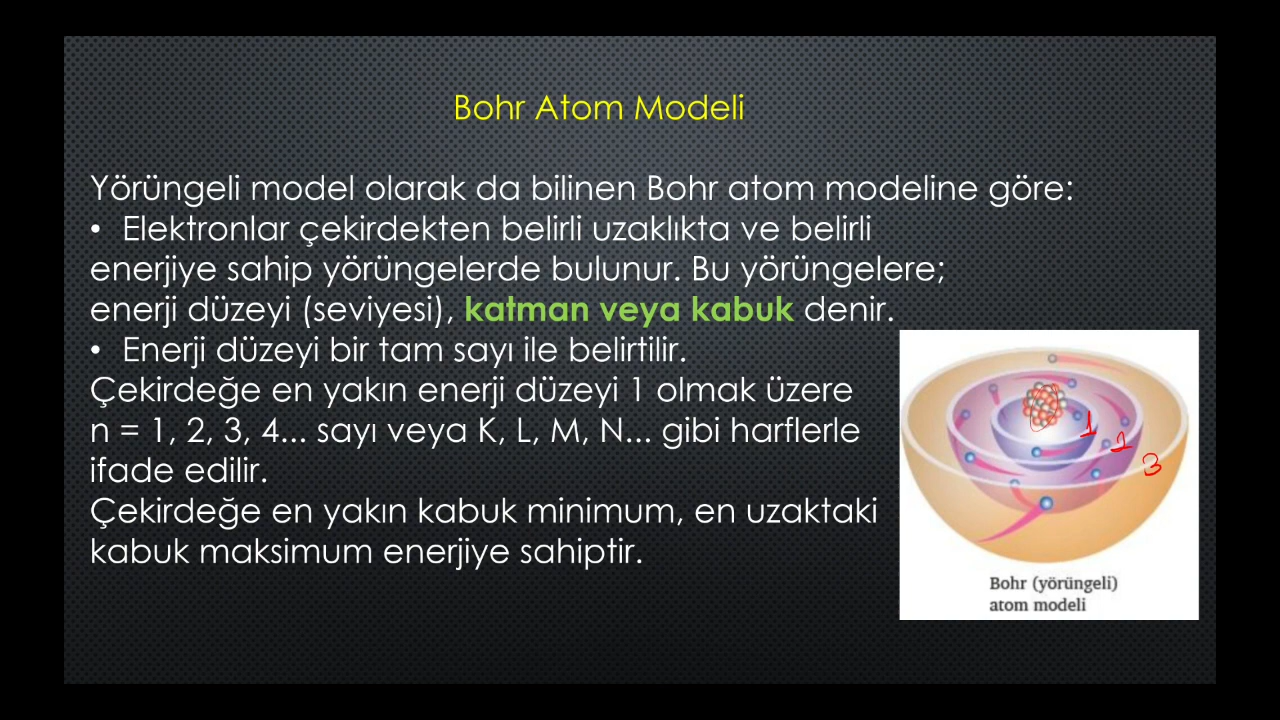 Bohr Atom Modeli
Yörüngeli model olarak da bilinen Bohr atom modeline göre:
• Elektronlar çekirdekten belirli uzaklıkta ve belirli
enerjiye sahip yörüngelerde bulunur. Bu yörüngelere;
enerji düzeyi (seviyesi), katman veya kabuk denir.
• Enerji düzeyi bir tam sayı ile belirtilir.
Çekirdeğe en yakın enerji düzeyi 1 olmak üzere
n = 1, 2, 3, 4... sayı veya K, L, M, N... gibi harflerle
ifade edilir.
Çekirdeğe en yakın kabuk minimum, en uzaktaki
kabuk maksimum enerjiye sahiptir.
1
2
3
Bohr (yörüngeli)
atom modeli